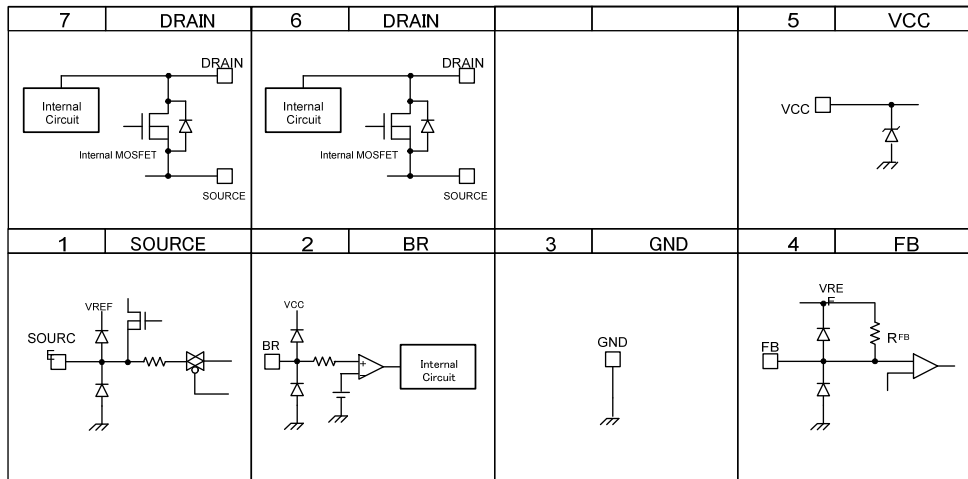 7 DRAIN 6 DRAIN 5 VCC
DRAIN
Internal
Circuit
Internal MOSFET
SOURCE
DRAIN
Internal
Circuit
Internal MOSFET
SOURCE
VCC
1 SOURCE 2 BR 3 GND 4 FB
VREF
SOURC
E
VCC
BR
+
−
Internal
Circuit
GND
VRE
F
RFB
FB